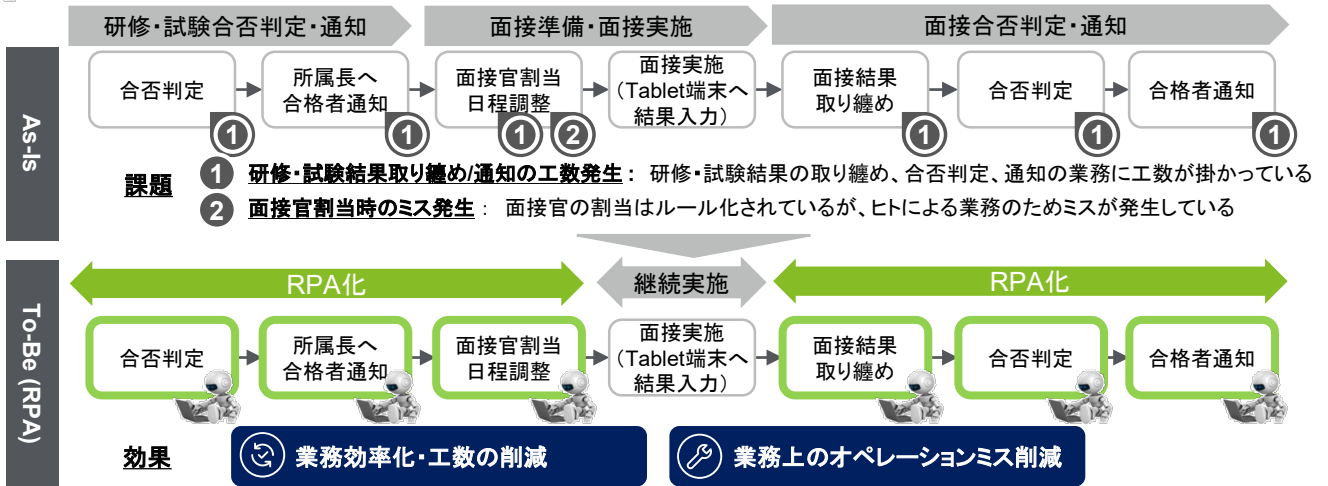 研修・試験合否判定・通知
面接準備・面接実施
面接合否判定・通知
As-Is
合否判定
1
所属長へ
合格者通知
1
面接官割当
日程調整
1
2
面接実施
(Tablet端末へ
結果入力)
面接結果
取り纏め
1
合否判定
1
合格者通知
1
課題
1 研修・試験結果取り纏め/通知の工数発生： 研修・試験結果の取り纏め、合否判定、通知の業務に工数が掛かっている
2 面接官割当時のミス発生： 面接官の割当はルール化されているが、ヒトによる業務のためミスが発生している
To-Be (RPA)
RPA化
継続実施
RPA化
合否判定
所属長へ
合格者通知
面接官割当
日程調整
面接実施
(Tablet端末へ
結果入力)
面接結果
取り纏め
合否判定
合格者通知
効果
業務効率化・工数の削減
業務上のオペレーションミス削減